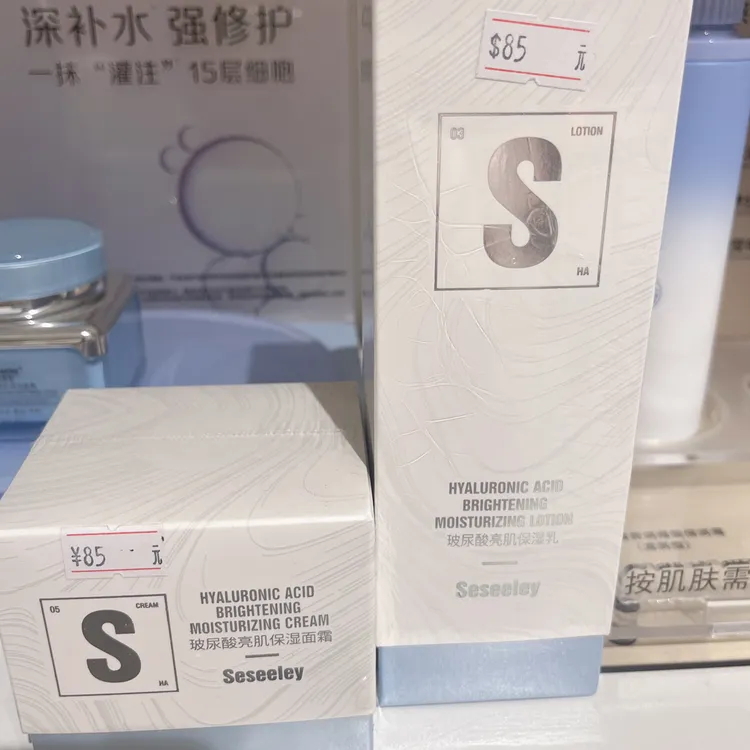 深补水 强修护
一抹 “灌注” 15层细胞
$85 元
03 LOTION
S
HA
HYALURONIC ACID
BRIGHTENING
MOISTURIZING LOTION
玻尿酸亮肌保湿乳
Seseeley
¥85 元
05 CREAM
S
HA
HYALURONIC ACID
BRIGHTENING
MOISTURIZING CREAM
玻尿酸亮肌保湿面霜
Seseeley
按肌肤需